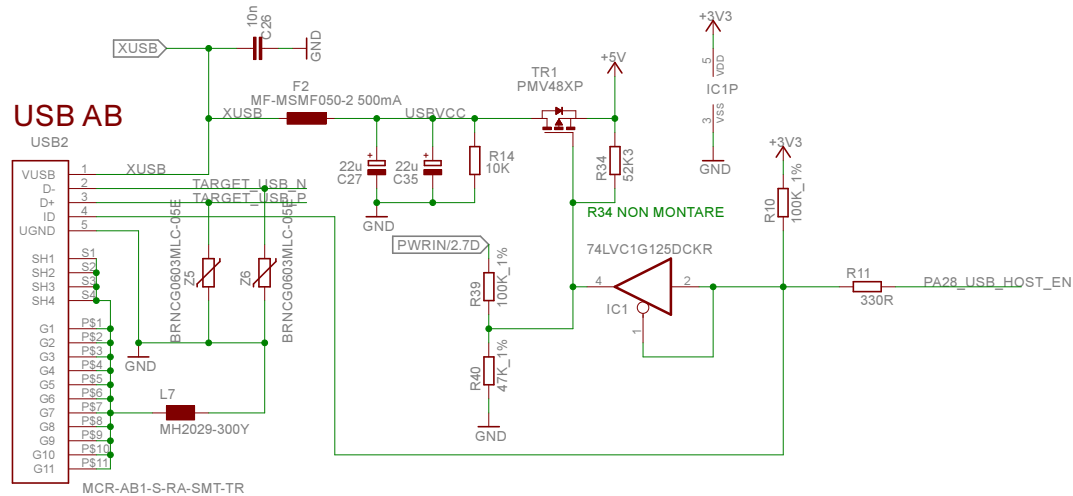 10n
C26
GND
XUSB
+3V3
5
VDD
IC1P
VSS
3
GND
+5V
TR1
PMV48XP
F2
MF-MSMF050-2 500mA
XUSB
USBVCC
USB AB
USB2
VUSB 1 XUSB
D- 2 TARGET_USB_N
D+ 3 TARGET_USB_P
ID 4
UGND 5
SH1 S1
SH2 S2
SH3 S3
SH4 S4
G1 P$1
G2 P$2
G3 P$3
G4 P$4
G5 P$5
G6 P$6
G7 P$7
G8 P$8
G9 P$9
G10 P$10
G11 P$11
MCR-AB1-S-RA-SMT-TR
GND
BRNCG0603MLC-05E
Z5
Z6
BRNCG0603MLC-05E
L7
MH2029-300Y
+
22u
C27
+
22u
C35
R14
10K
GND
R34
52K3
R34 NON MONTARE
+3V3
R10
100K_1%
PWRIN/2.7D
R39
100K_1%
R40
47K_1%
GND
74LVC1G125DCKR
4
2
IC1
1
R11
330R
PA28_USB_HOST_EN